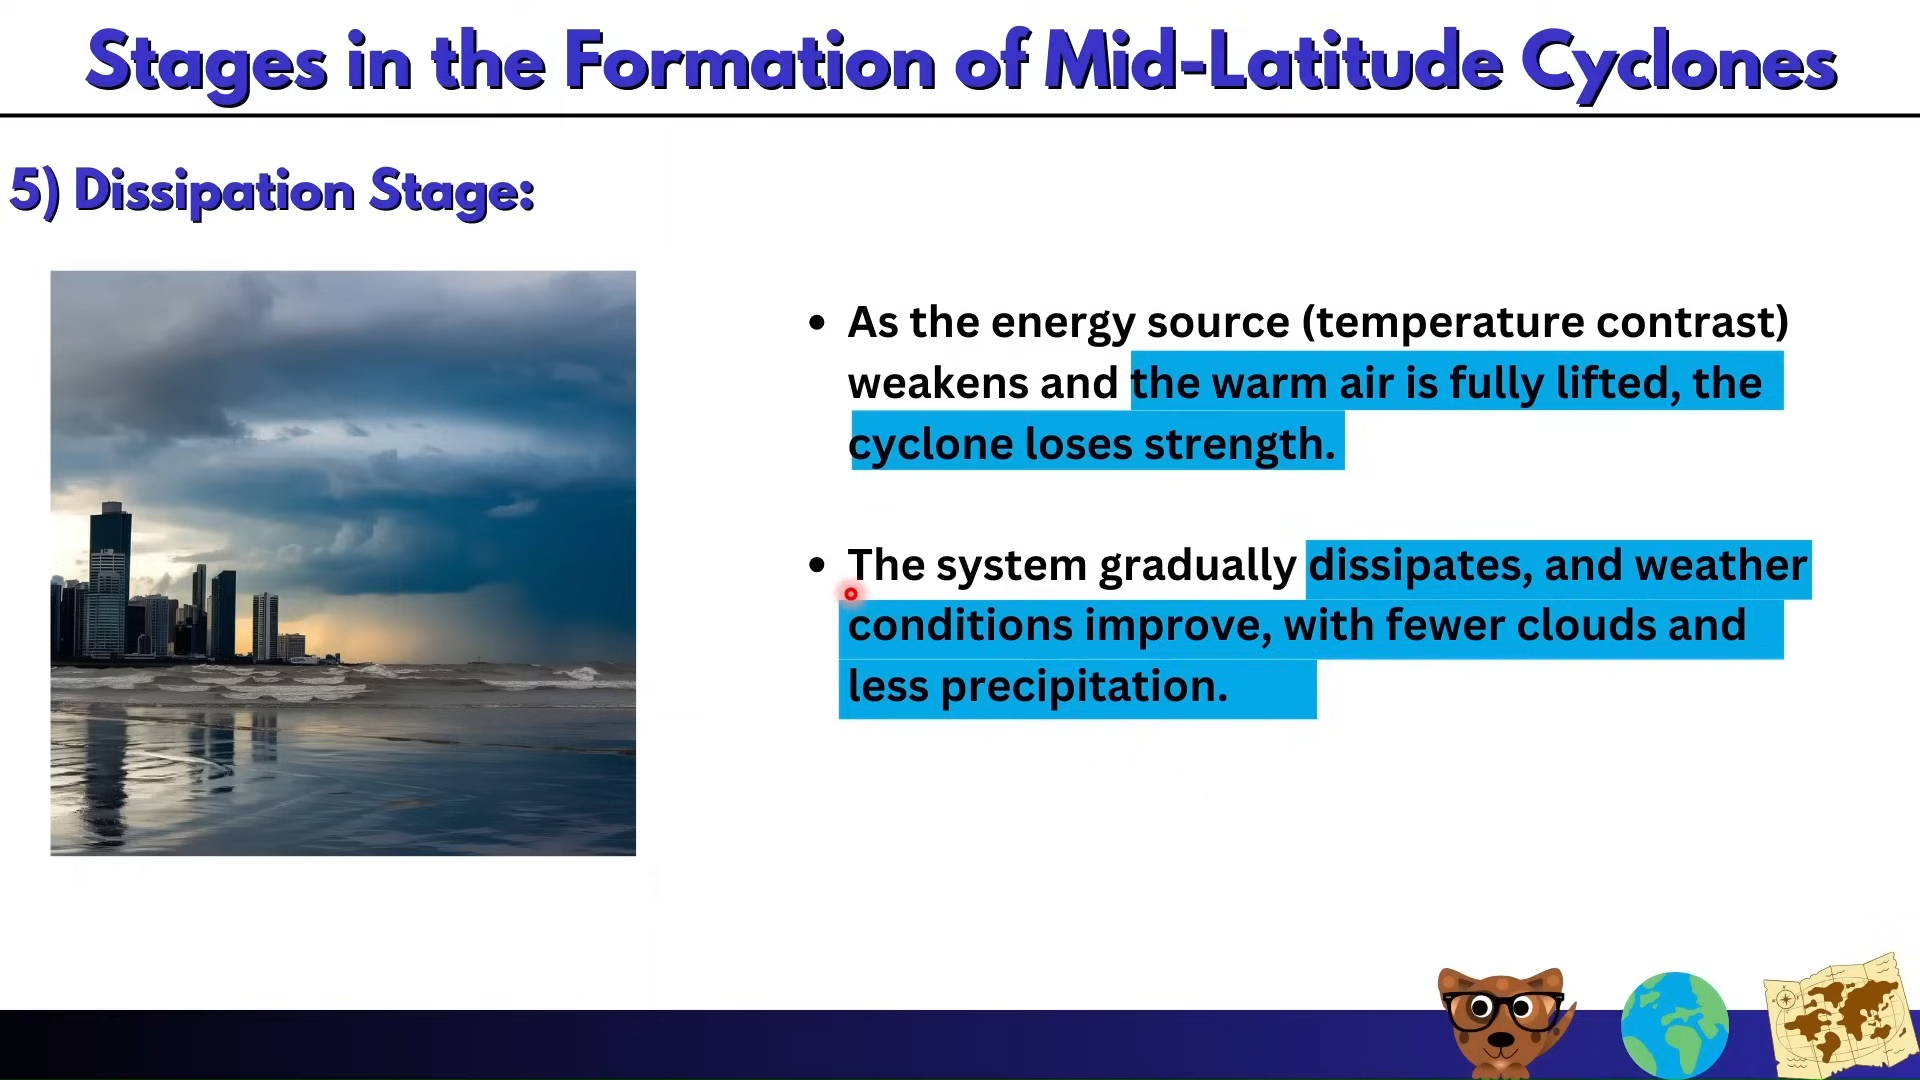 Stages in the Formation of Mid-Latitude Cyclones
5) Dissipation Stage:
• As the energy source (temperature contrast)
weakens and the warm air is fully lifted, the
cyclone loses strength.
• The system gradually dissipates, and weather
conditions improve, with fewer clouds and
less precipitation.